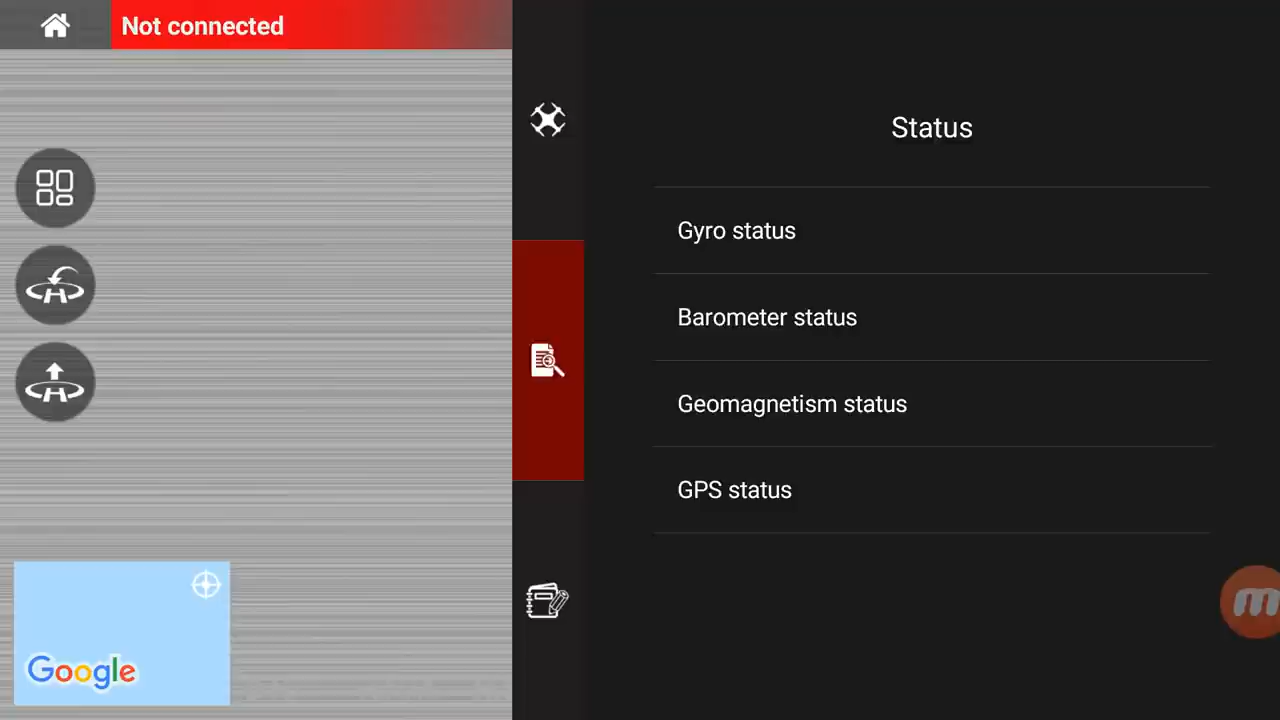 Not connected
Status
Gyro status
Barometer status
Geomagnetism status
GPS status
H
H
Google
m